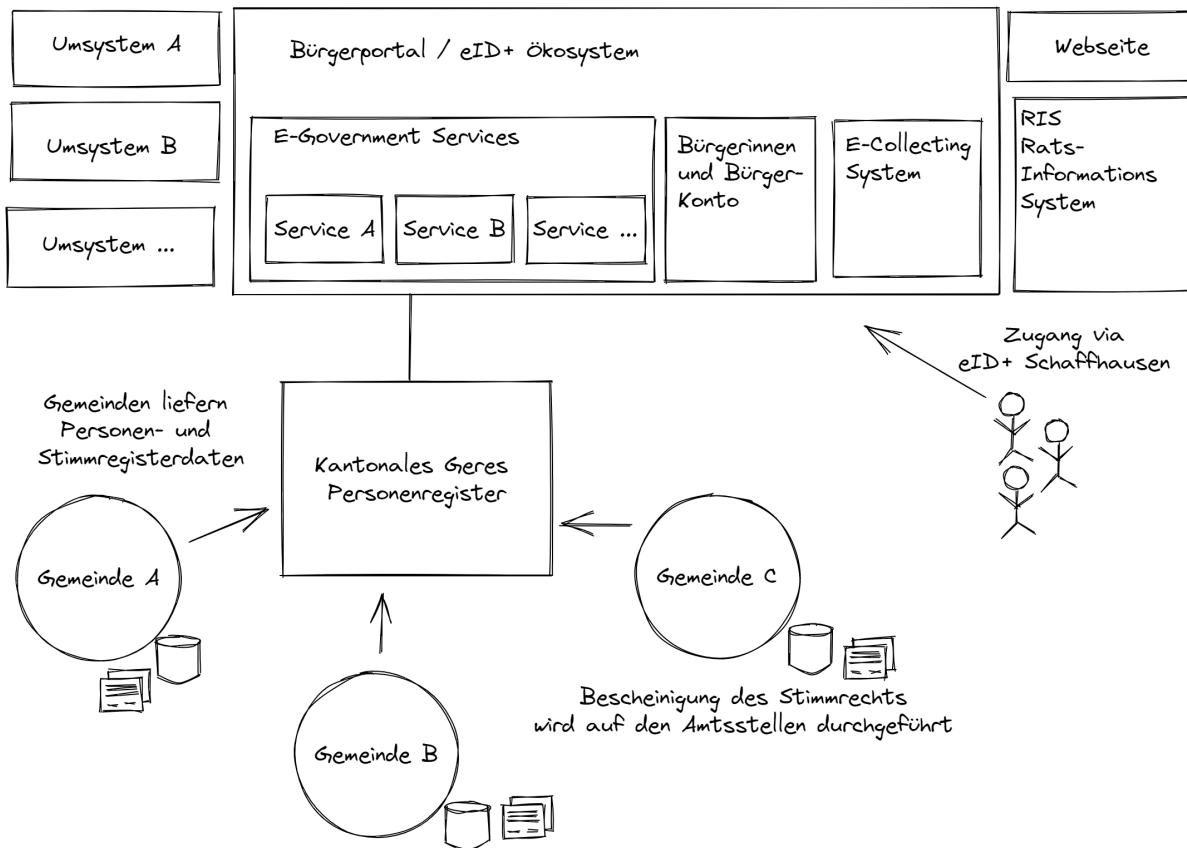 Umsystem A
Umsystem B
Umsystem ...
Bürgerportal / eID+ Ökosystem
E-Government Services
Service A
Service B
Service ...
Bürgerinnen
und Bürger-
Konto
E-Collecting
System
Webseite
RIS
Rats-
Informations
System
Zugang via
eID+ Schaffhausen
Gemeinden liefern
Personen- und
Stimmregisterdaten
Kantonales Geres
Personenregister
Gemeinde A
Gemeinde B
Gemeinde C
Bescheinigung des Stimmrechts
wird auf den Amtsstellen durchgeführt